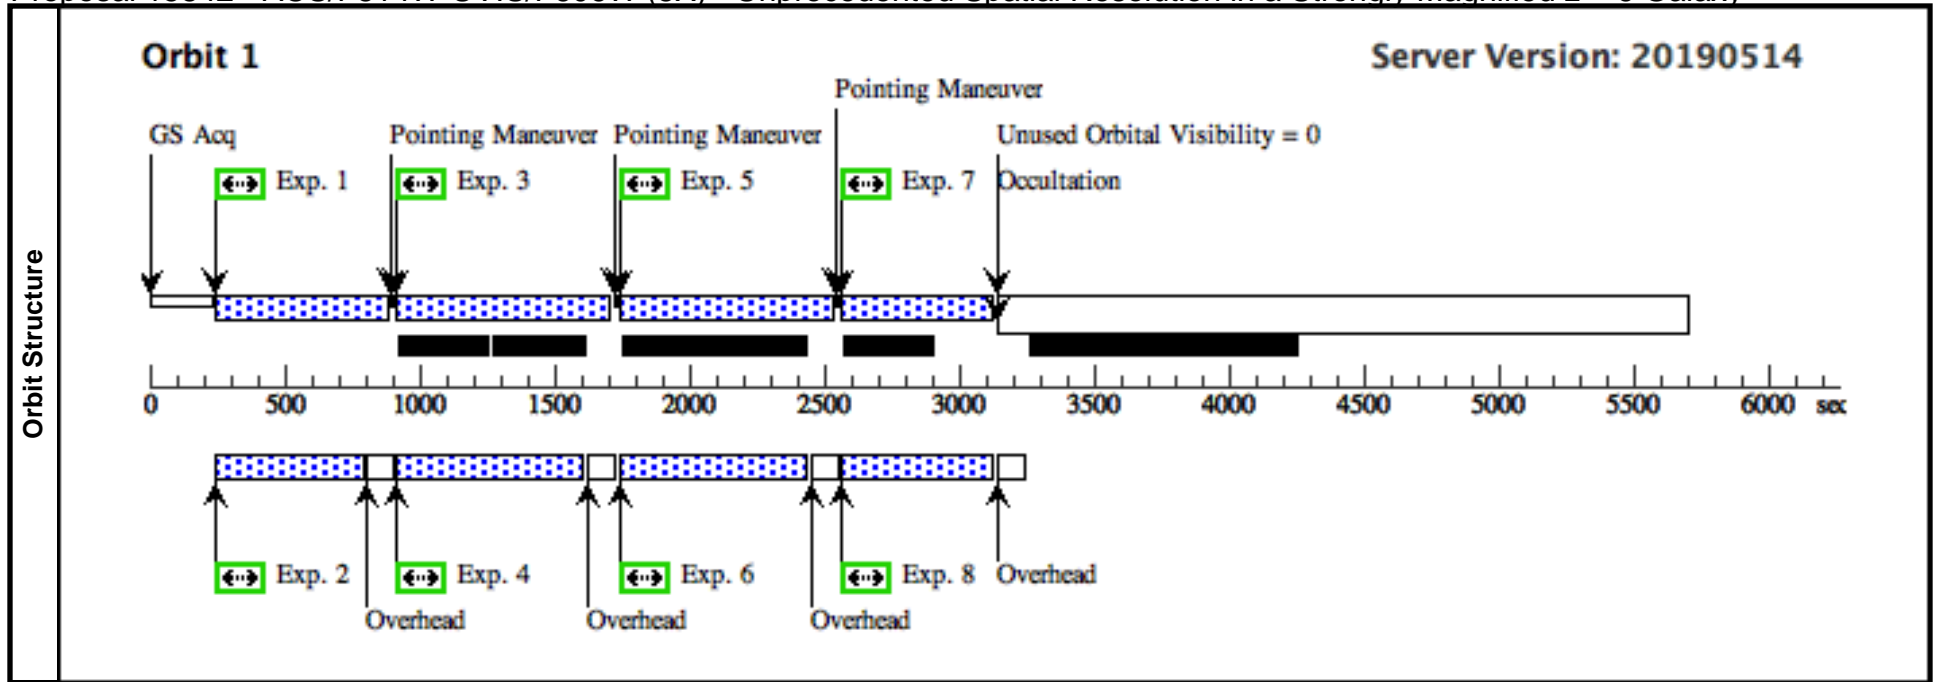 Orbit 1
Server Version: 20190514
Pointing Maneuver
GS Acq
Pointing Maneuver
Pointing Maneuver
Unused Orbital Visibility = 0
Exp. 1
Exp. 3
Exp. 5
Exp. 7
Occultation
Orbit Structure
0 500 1000 1500 2000 2500 3000 3500 4000 4500 5000 5500 6000 sec
Exp. 2
Exp. 4
Exp. 6
Exp. 8
Overhead
Overhead
Overhead
Overhead